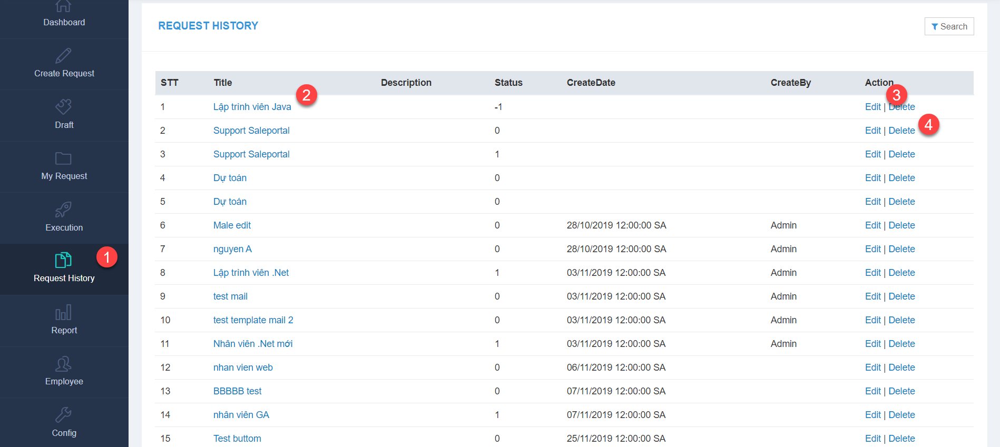 Dashboard
Create Request
Draft
My Request
Execution
1
Request History
Report
Employee
Config
REQUEST HISTORY
Search
STT Title Description Status CreateDate CreateBy Action
2 3
1 Lập trình viên Java -1 Edit | Delete
4
2 Support Saleportal 0 Edit | Delete
3 Support Saleportal 1 Edit | Delete
4 Dự toán 0 Edit | Delete
5 Dự toán 0 Edit | Delete
6 Male edit 0 28/10/2019 12:00:00 SA Admin Edit | Delete
7 nguyen A 0 28/10/2019 12:00:00 SA Admin Edit | Delete
8 Lập trình viên .Net 1 03/11/2019 12:00:00 SA Admin Edit | Delete
9 test mail 0 03/11/2019 12:00:00 SA Admin Edit | Delete
10 test template mail 2 0 03/11/2019 12:00:00 SA Admin Edit | Delete
11 Nhân viên .Net mới 1 03/11/2019 12:00:00 SA Admin Edit | Delete
12 nhan vien web 0 06/11/2019 12:00:00 SA Edit | Delete
13 BBBBB test 0 07/11/2019 12:00:00 SA Edit | Delete
14 nhân viên GA 1 07/11/2019 12:00:00 SA Edit | Delete
15 Test buttom 0 25/11/2019 12:00:00 SA Edit | Delete